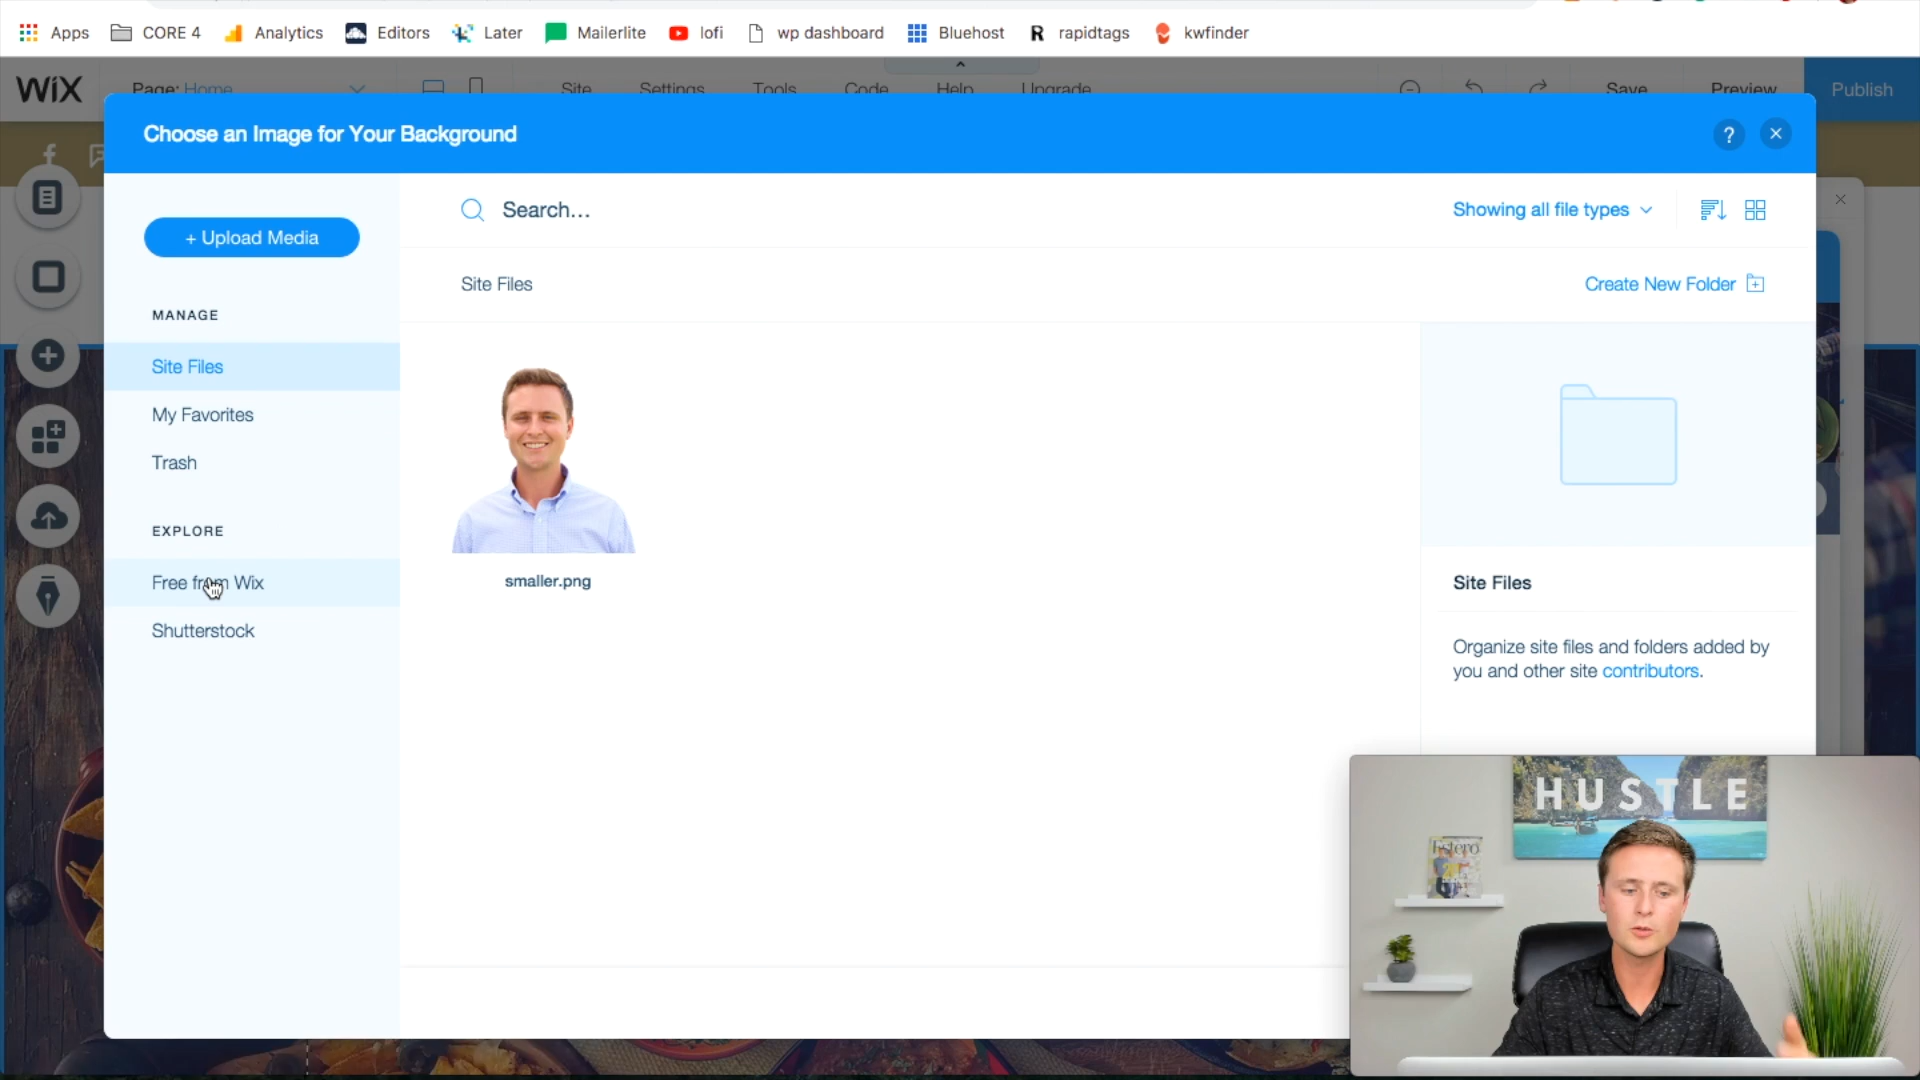 Apps
CORE 4
Analytics
Editors
Later
Mailerlite
lofi
wp dashboard
Bluehost
R rapidtags
kwfinder
WiX
Page: Home
Site
Settings
Tools
Code
Help
Upgrade
Save
Preview
Publish
Choose an Image for Your Background
?
+ Upload Media
Search...
Showing all file types
MANAGE
Site Files
Create New Folder
Site Files
My Favorites
Trash
EXPLORE
Free from Wix
Shutterstock
smaller.png
Site Files
Organize site files and folders added by
you and other site contributors.
HUSTLE
Estero